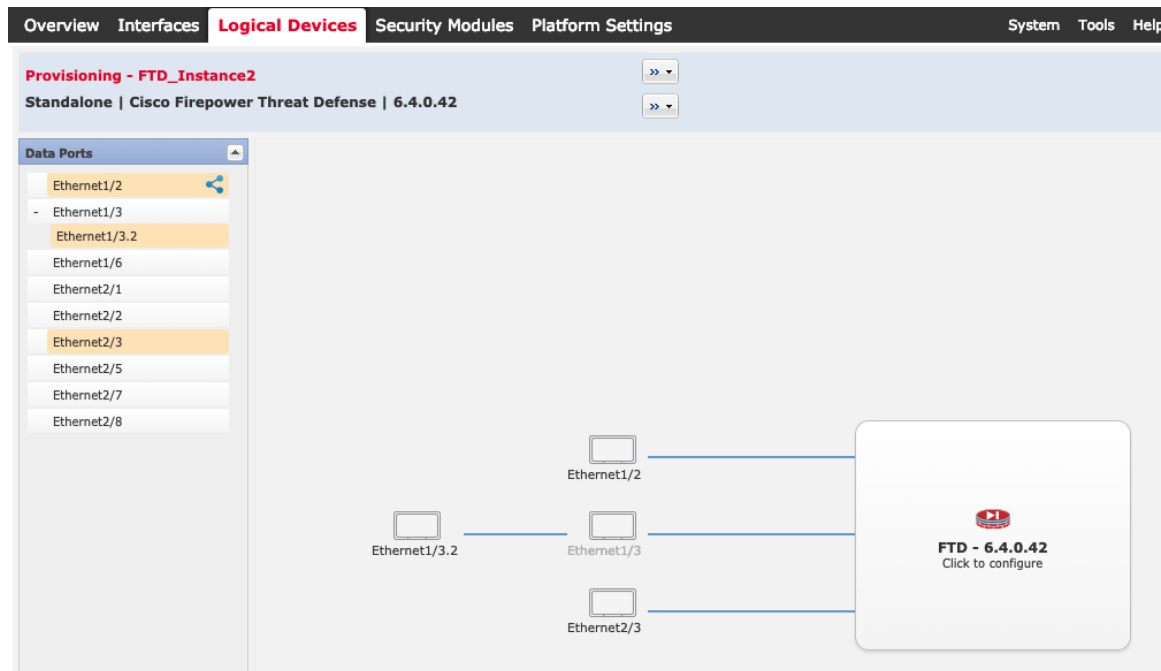 Overview Interfaces Logical Devices Security Modules Platform Settings System Tools Help
Provisioning - FTD_Instance2
Standalone | Cisco Firepower Threat Defense | 6.4.0.42
Data Ports
Ethernet1/2
- Ethernet1/3
Ethernet1/3.2
Ethernet1/6
Ethernet2/1
Ethernet2/2
Ethernet2/3
Ethernet2/5
Ethernet2/7
Ethernet2/8
Ethernet1/2
Ethernet1/3.2
Ethernet1/3
Ethernet2/3
FTD - 6.4.0.42
Click to configure